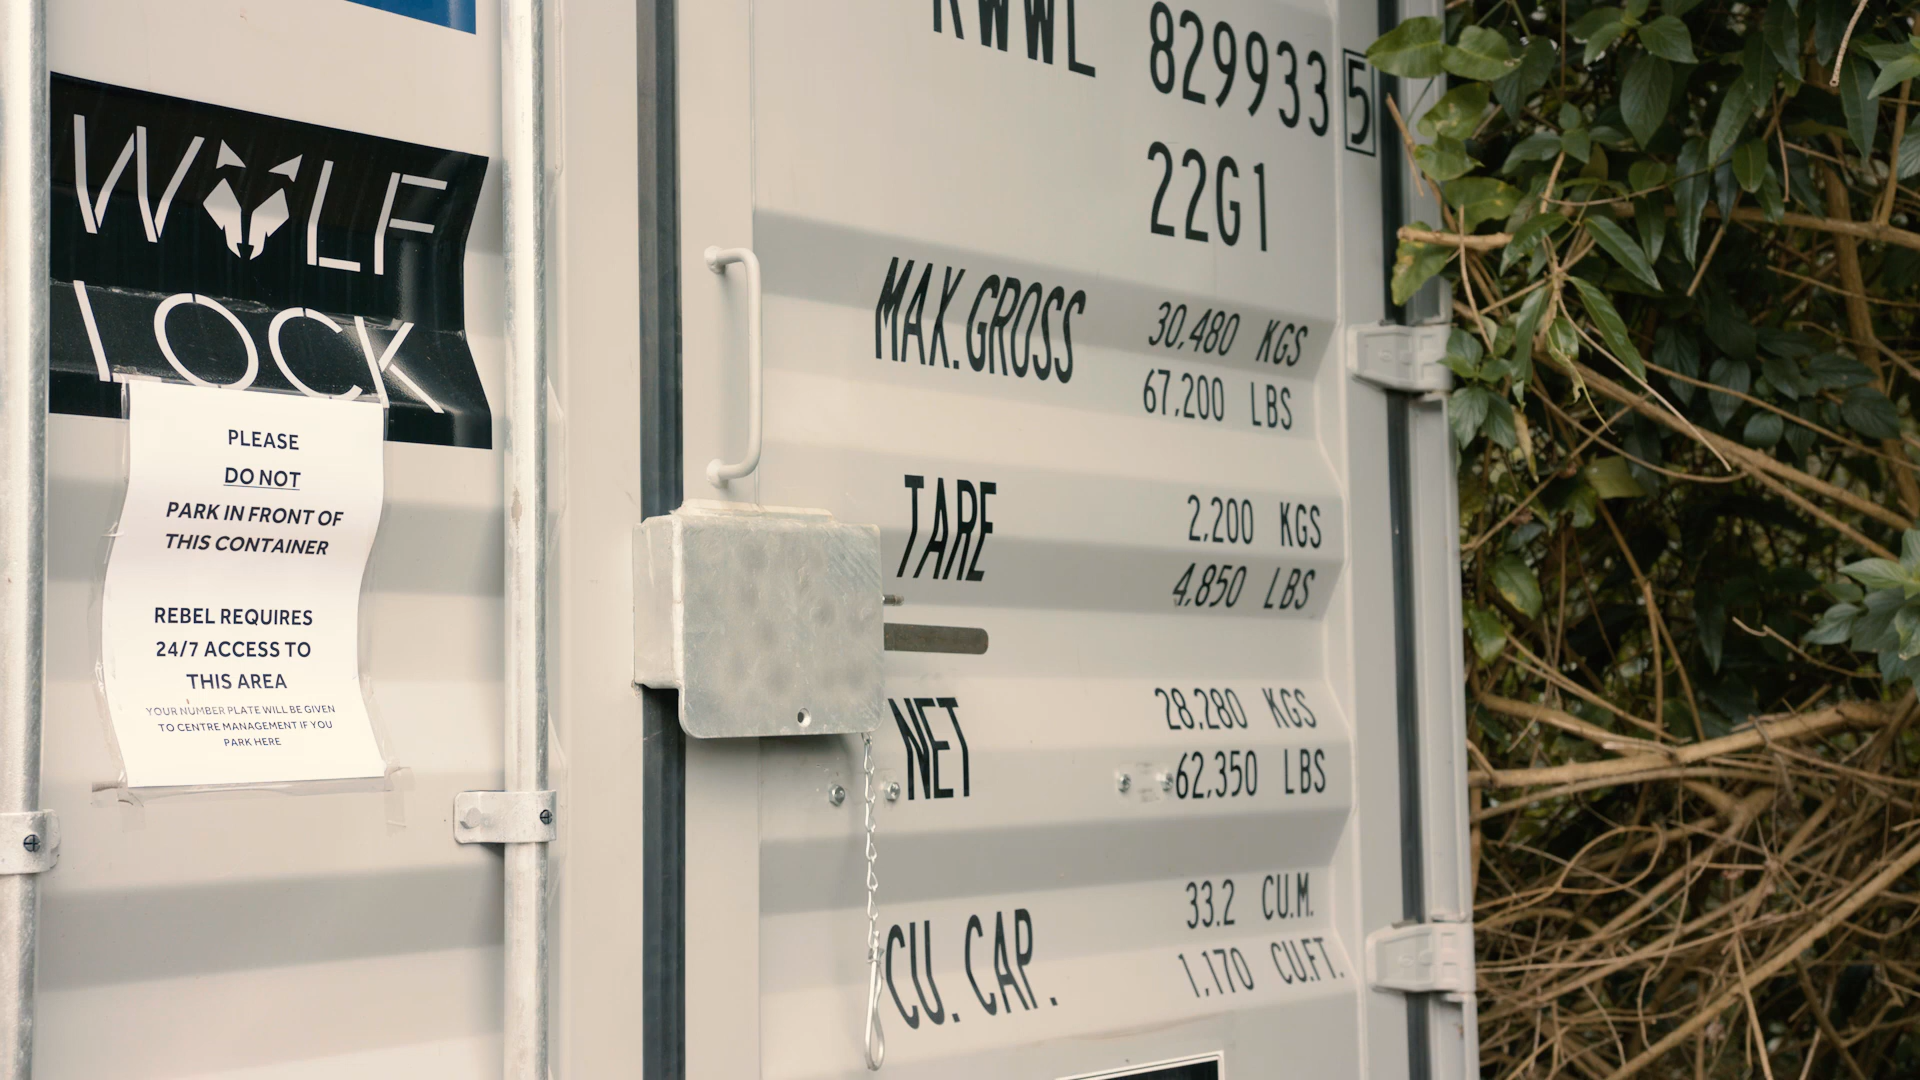 WOLF
LOCK
PLEASE
DO NOT
PARK IN FRONT OF
THIS CONTAINER
REBEL REQUIRES
24/7 ACCESS TO
THIS AREA
YOUR NUMBER PLATE WILL BE GIVEN
TO CENTRE MANAGEMENT IF YOU
PARK HERE
RWWL 829933 5
22G1
MAX.GROSS 30,480 KGS
67,200 LBS
TARE 2,200 KGS
4,850 LBS
NET 28,280 KGS
62,350 LBS
CU. CAP. 33.2 CU.M.
1,170 CU.FT.